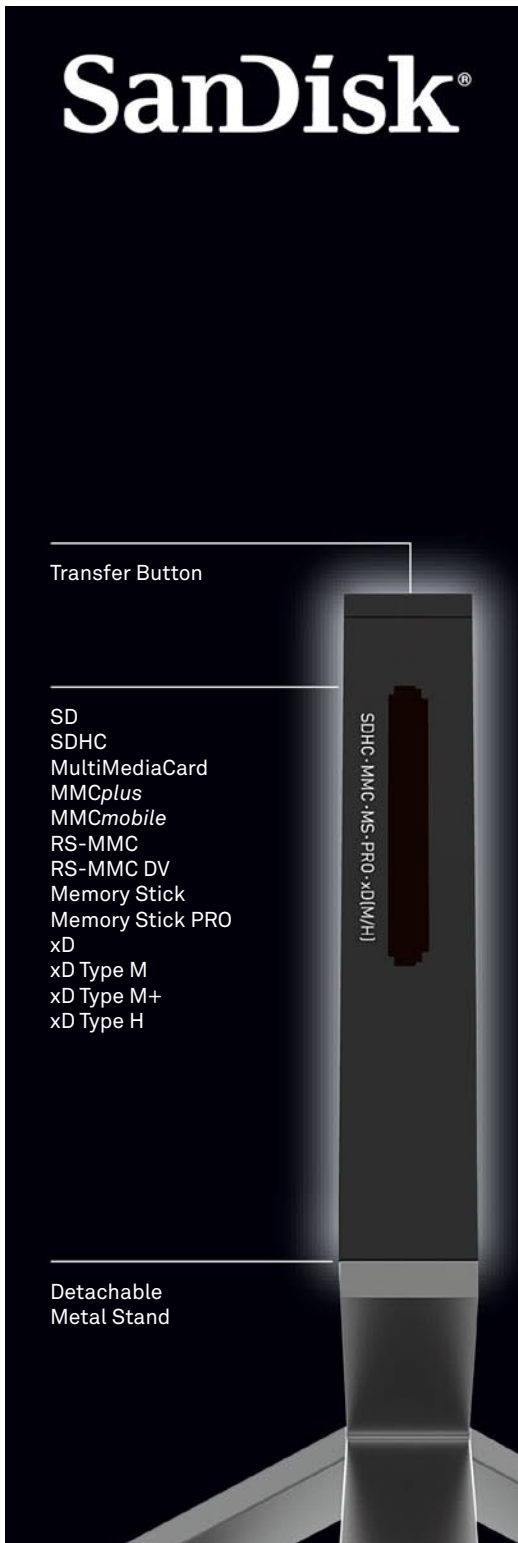 SanDisk®
Transfer Button
SD
SDHC
MultiMediaCard
MMCplus
MMCmobile
RS-MMC
RS-MMC DV
Memory Stick
Memory Stick PRO
xD
xD Type M
xD Type M+
xD Type H
SDHC·MMC·MS·PRO·xD(M/H)
Detachable
Metal Stand